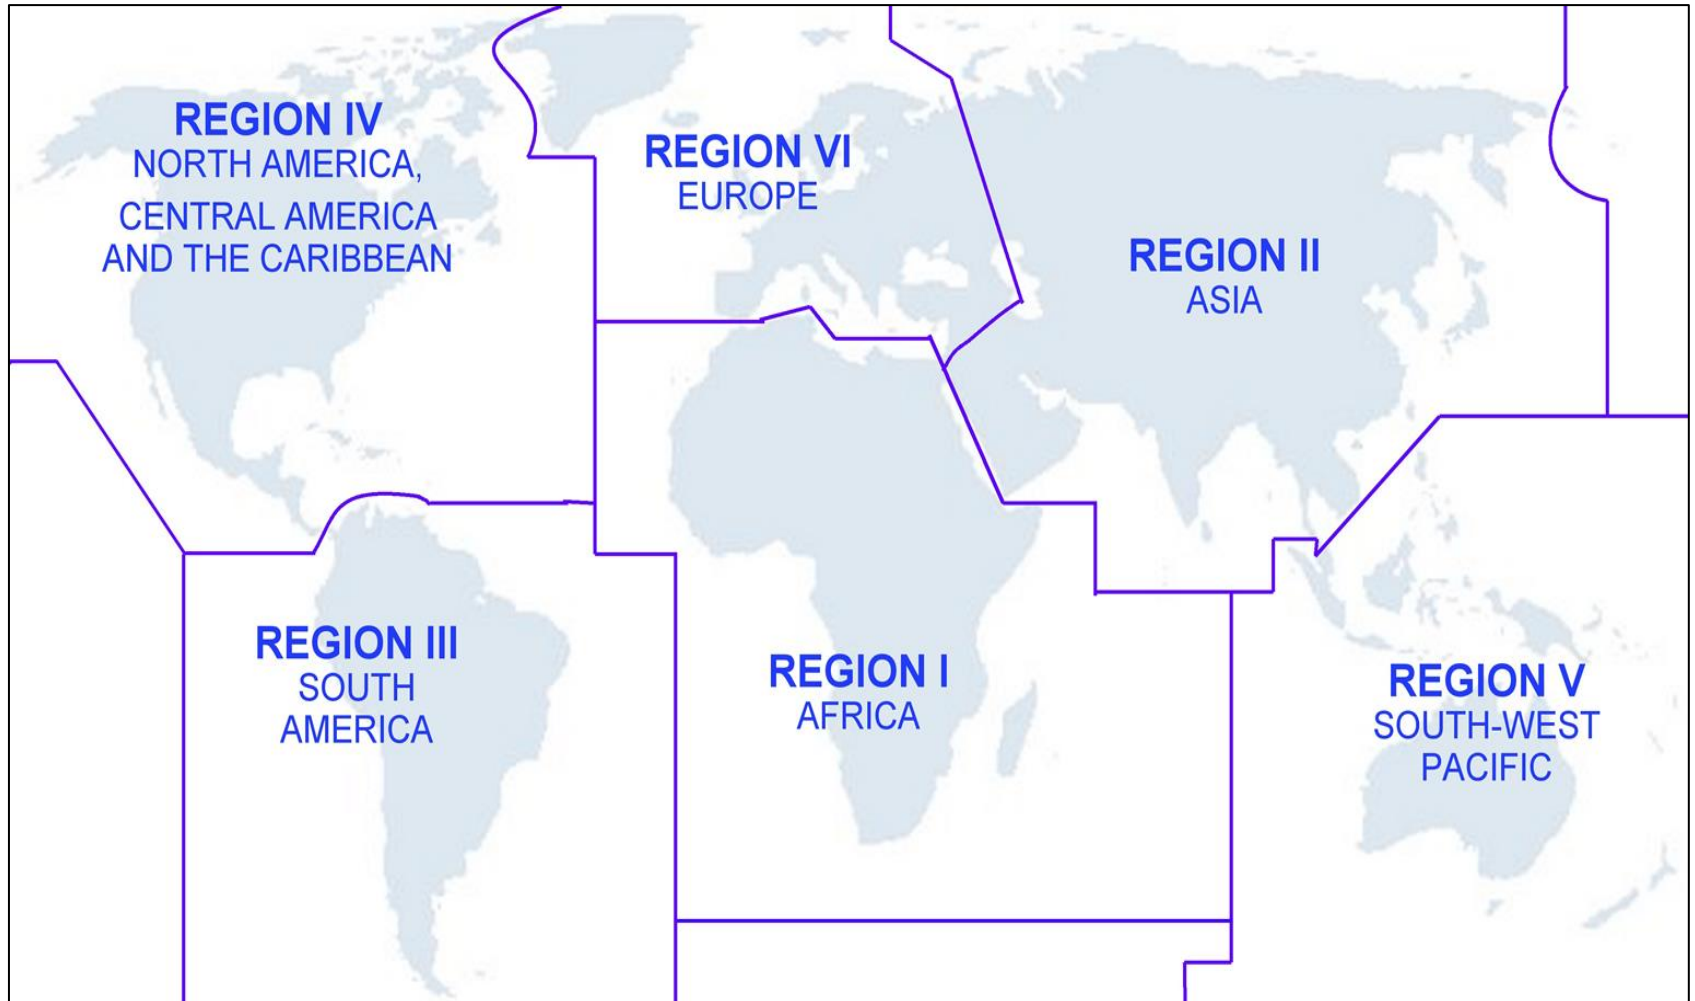 REGION IV
NORTH AMERICA,
CENTRAL AMERICA
AND THE CARIBBEAN
REGION VI
EUROPE
REGION II
ASIA
REGION III
SOUTH
AMERICA
REGION I
AFRICA
REGION V
SOUTH-WEST
PACIFIC